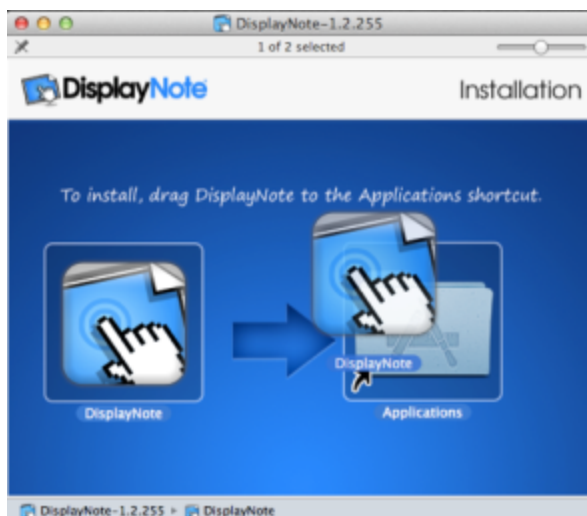 DisplayNote-1.2.255
1 of 2 selected
DisplayNote
Installation
To install, drag DisplayNote to the Applications shortcut.
DisplayNote
DisplayNote
Applications
DisplayNote-1.2.255 ▸ DisplayNote